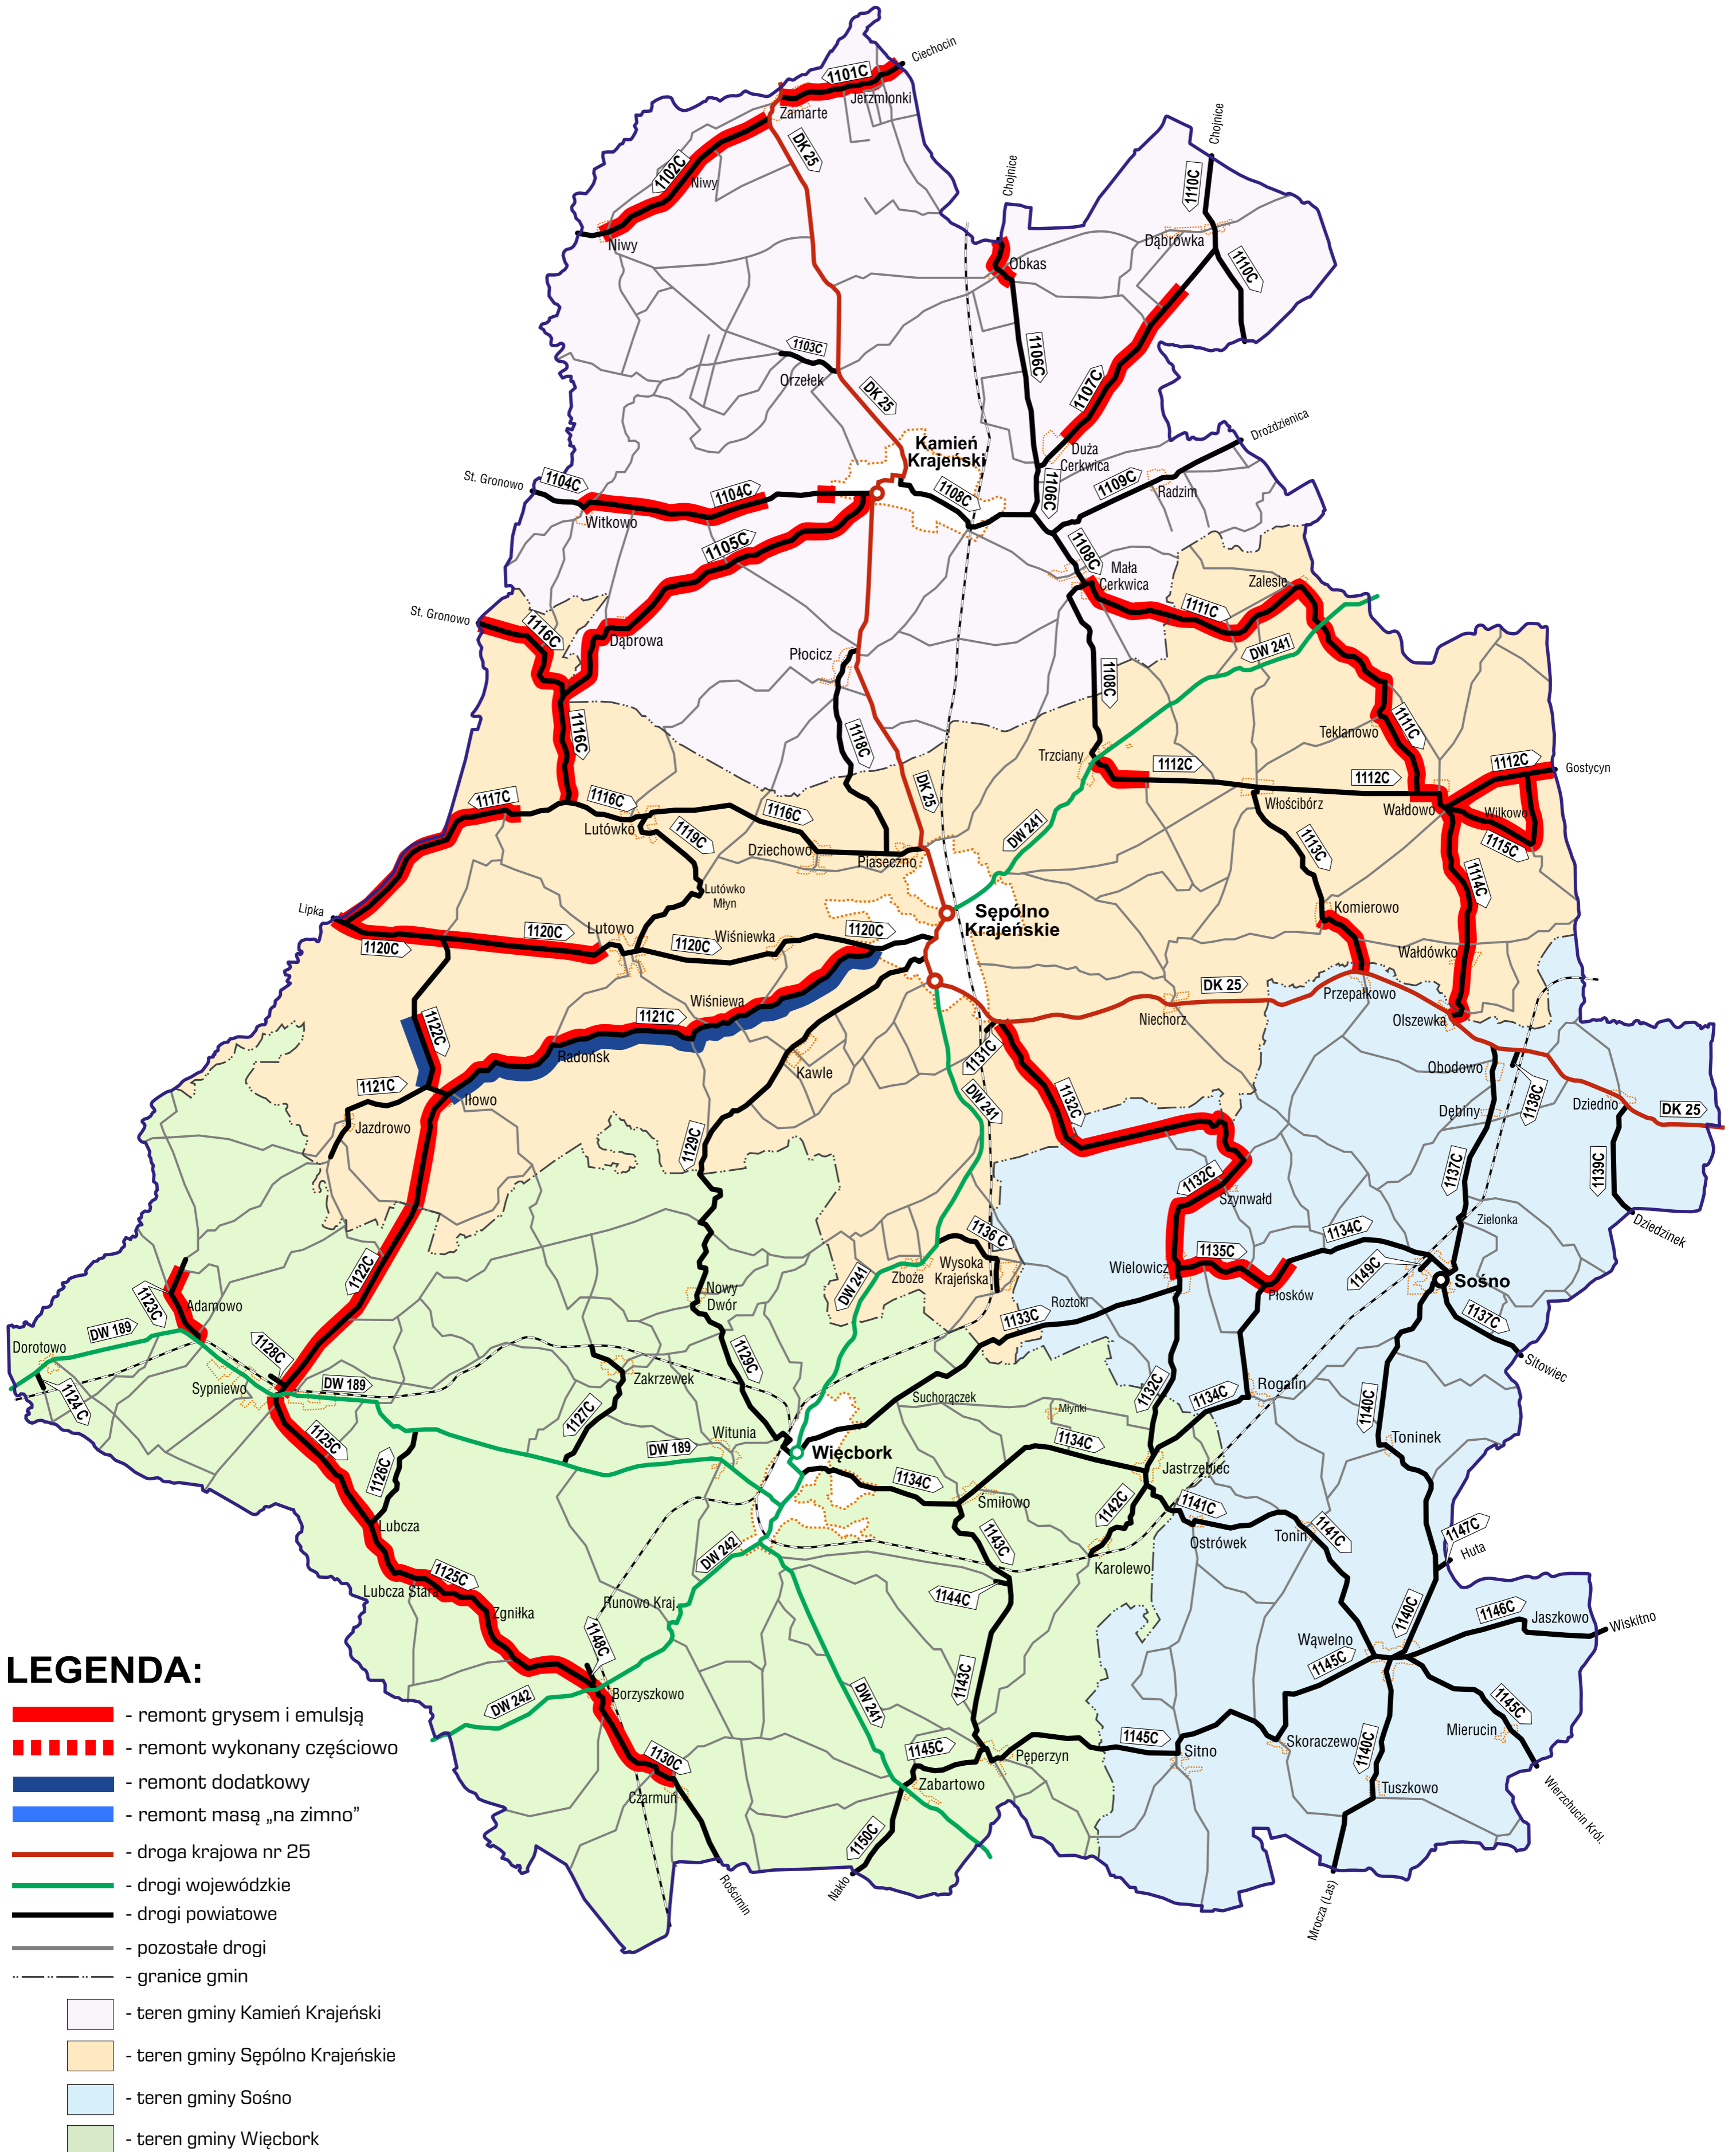 Ciechocin
1101C
Jerzmionki
Zamarte
DK 25
1102C
Niwy
Niwy
Chojnice
Chojnice
1110C
Dąbrówka
1110C
Obkas
1103C
Orzełek
1106C
1107C
DK 25
Kamień
Krajeński
Duża
Cerkwica
Drożdzienica
St. Gronowo
1104C
1104C
Witkowo
1108C
1106C
1109C
Radzim
1105C
1108C
Mała
Cerkwica
Zalesie
1111C
St. Gronowo
1116C
Dąbrowa
Płocicz
DW 241
1108C
1116C
1118C
Teklanowo
1111C
Trzciany
1112C
1112C
1112C
Gostycyn
DK 25
Włościbórz
Wałdowo
Wilkowo
1117C
1116C
1116C
Lutówko
1119C
Dziechowo
Piaseczno
DW 241
1113C
1115C
Lutówko
Młyn
1114C
Komierowo
Lipka
Sępólno
Krajeńskie
1120C
1120C
Lutowo
1120C
Wiśniewka
1120C
Wałdówko
Wiśniewa
1121C
DK 25
Przepałkowo
Niechorz
Olszewka
1122C
Radońsk
1131C
Kawle
Obodowo
1138C
1121C
Iłowo
DW 241
1132C
Dębiny
Dziedno
DK 25
Jazdrowo
1129C
1137C
1139C
1132C
Szynwałd
Zielonka
Dziedzinek
1136 C
1134C
1122C
Zboże
Wysoka
Krajeńska
Wielowicz
1135C
1149C
Sośno
1123C
Adamowo
Nowy
Dwór
DW 241
Roztoki
1133C
Płosków
1137C
DW 189
Dorotowo
1128C
1129C
Sitowiec
1124 C
Sypniewo
DW 189
Zakrzewek
Suchorączek
1132C
1134C
Rogalin
1127C
Młynki
1140C
1125C
Witunia
DW 189
Więcbork
1134C
Toninek
1126C
1134C
Jastrzębiec
Śmiłowo
1142C
1141C
Lubcza
1143C
Ostrówek
Tonin
1141C
1147C
Huta
DW 242
Karolewo
1125C
Lubcza Stara
1144C
Zgniłka
Runowo Kraj.
1140C
1146C
Jaszkowo
Wiskitno
1148C
Wąwelno
1145C
LEGENDA:
1143C
Borzyszkowo
DW 242
DW 241
1145C
- remont grysem i emulsją
Mierucin
- remont wykonany częściowo
1130C
1145C
Pęperzyn
1145C
Sitno
Skoraczewo
1140C
- remont dodatkowy
Zabartowo
Tuszkowo
Czarmuń
Wierzchucin Król.
- remont masą „na zimno”
1150C
- droga krajowa nr 25
Nakło
Rościmin
Mrocza (Las)
- drogi wojewódzkie
- drogi powiatowe
- pozostałe drogi
- granice gmin
- teren gminy Kamień Krajeński
- teren gminy Sępólno Krajeńskie
- teren gminy Sośno
- teren gminy Więcbork